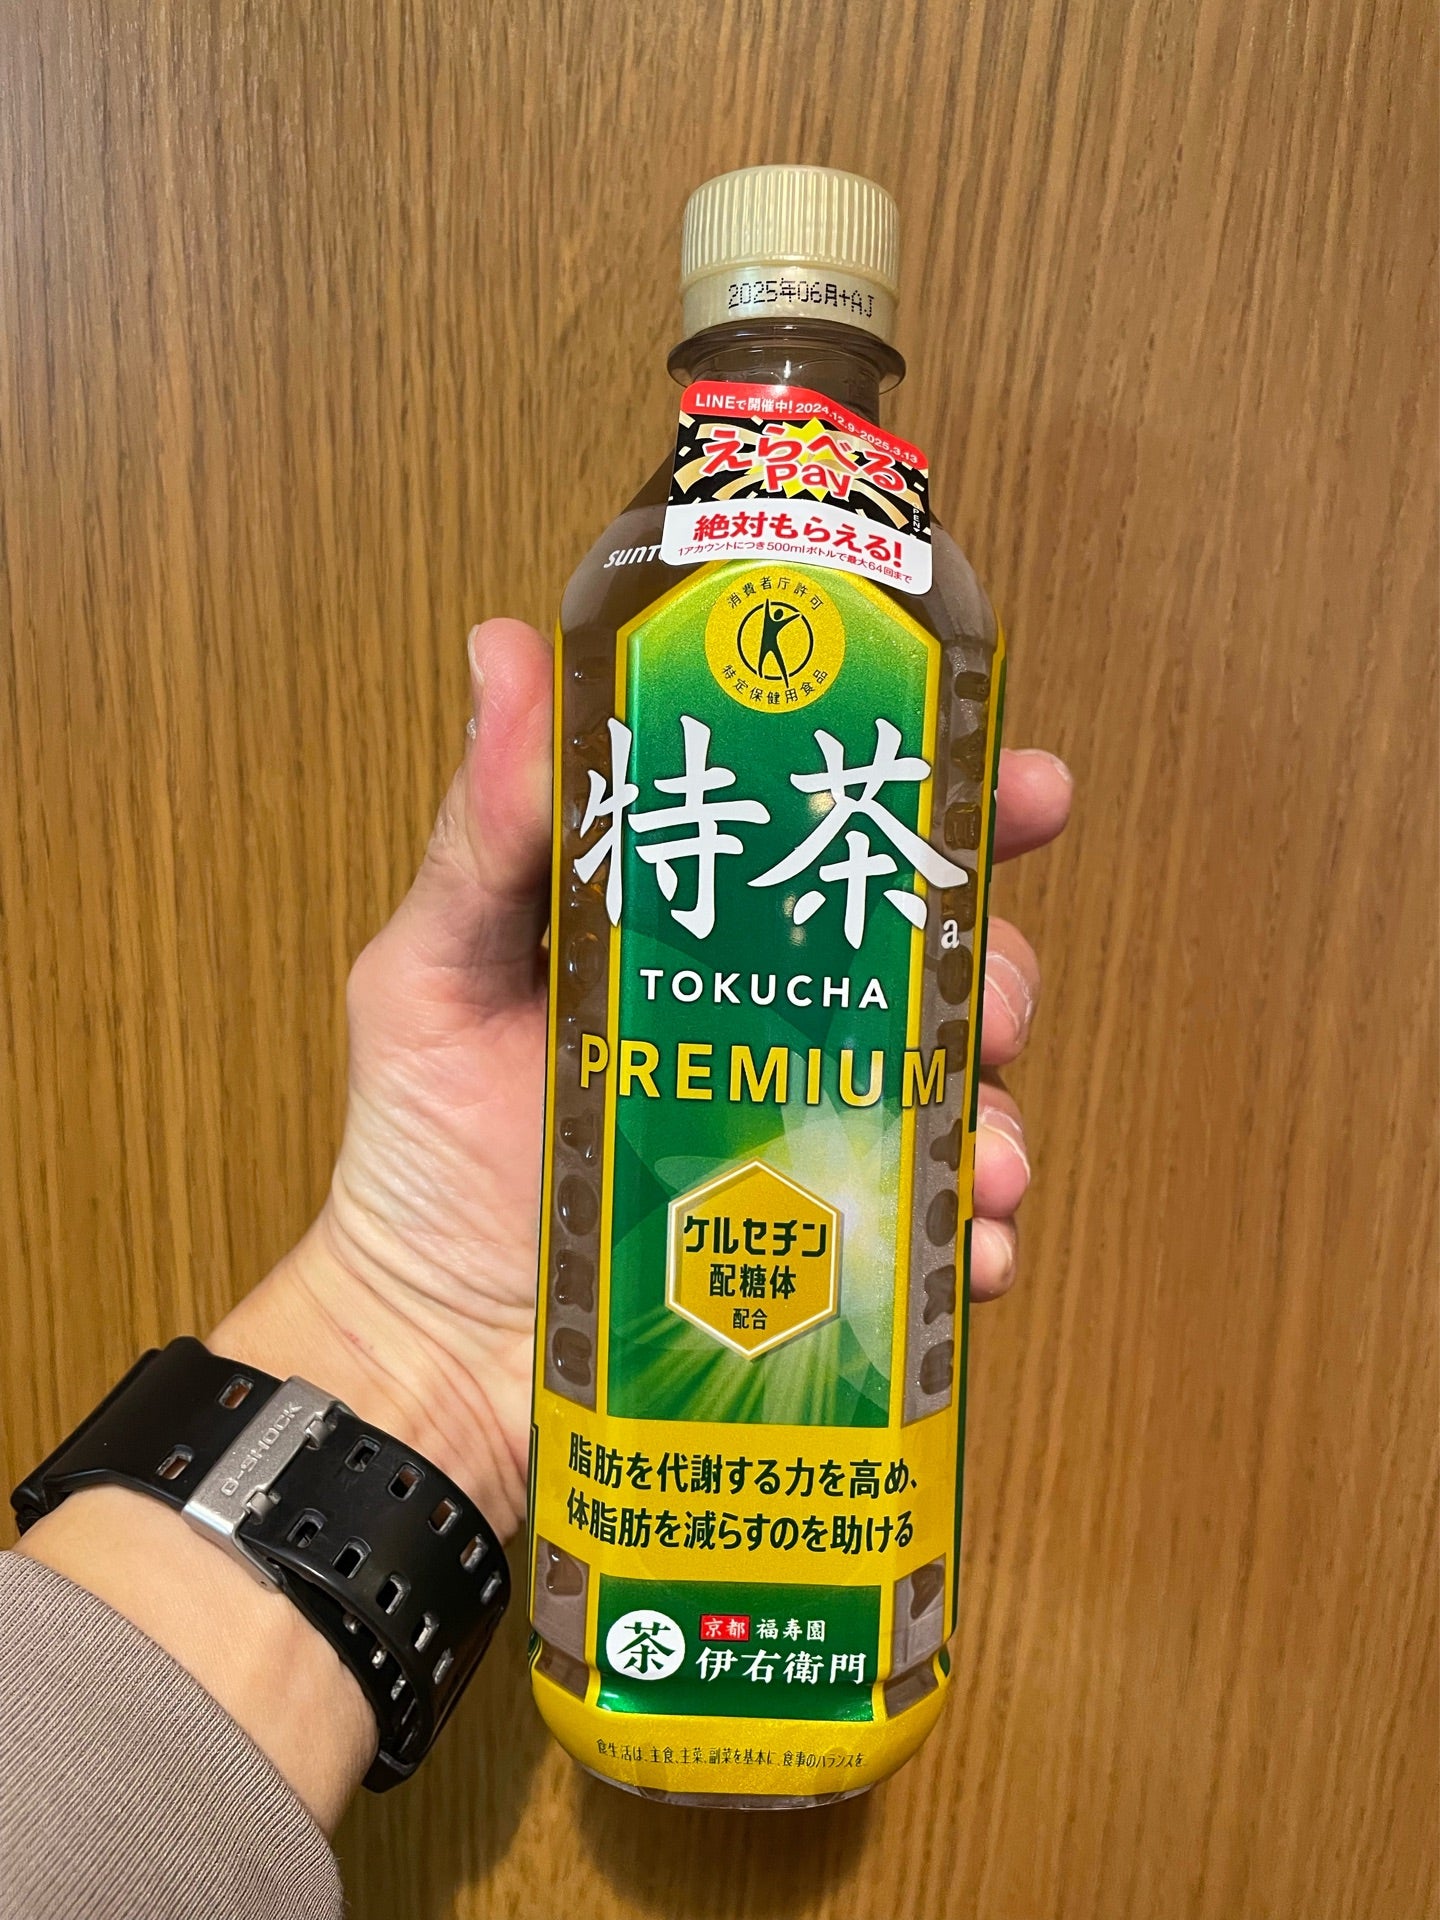 2025年06月+AJ
LINEで開催中! 2024.12.9-2025.3.13
えらべる
Pay
絶対もらえる!
1アカウントにつき500mlボトルで最大64回まで
消費者庁許可
特定保健用食品
特茶
a
TOKUCHA
PREMIUM
ケルセチン
配糖体
配合
脂肪を代謝する力を高め、
体脂肪を減らすのを助ける
茶
京都 福寿園
伊右衛門
食生活は、主食、主菜、副菜を基本に、食事のバランスを
G-SHOCK